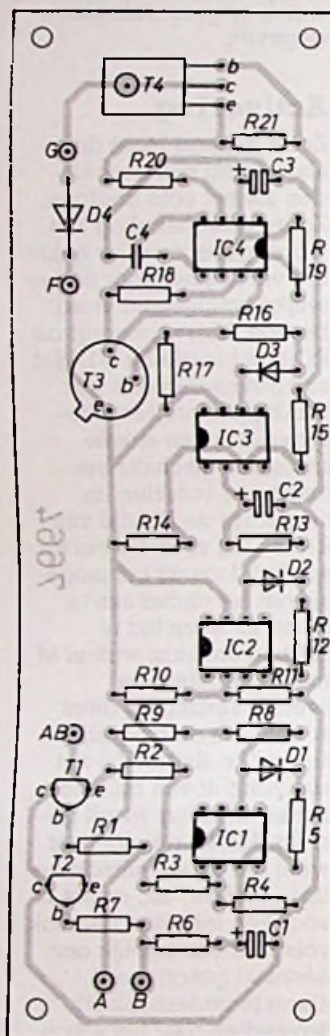 b
T4
c
e
R21
G
R20
C3
+
D4
C4
IC4
R
19
R18
F
R16
c
D3
T3
b
R17
e
R
15
IC3
+
C2
R14
R13
7664
D2
R
12
IC2
R10
R11
R9
R8
AB
R2
D1
T1
c
e
b
R
5
R1
IC1
T2
R3
c
e
b
R4
R7
R6
+
C1
A
B